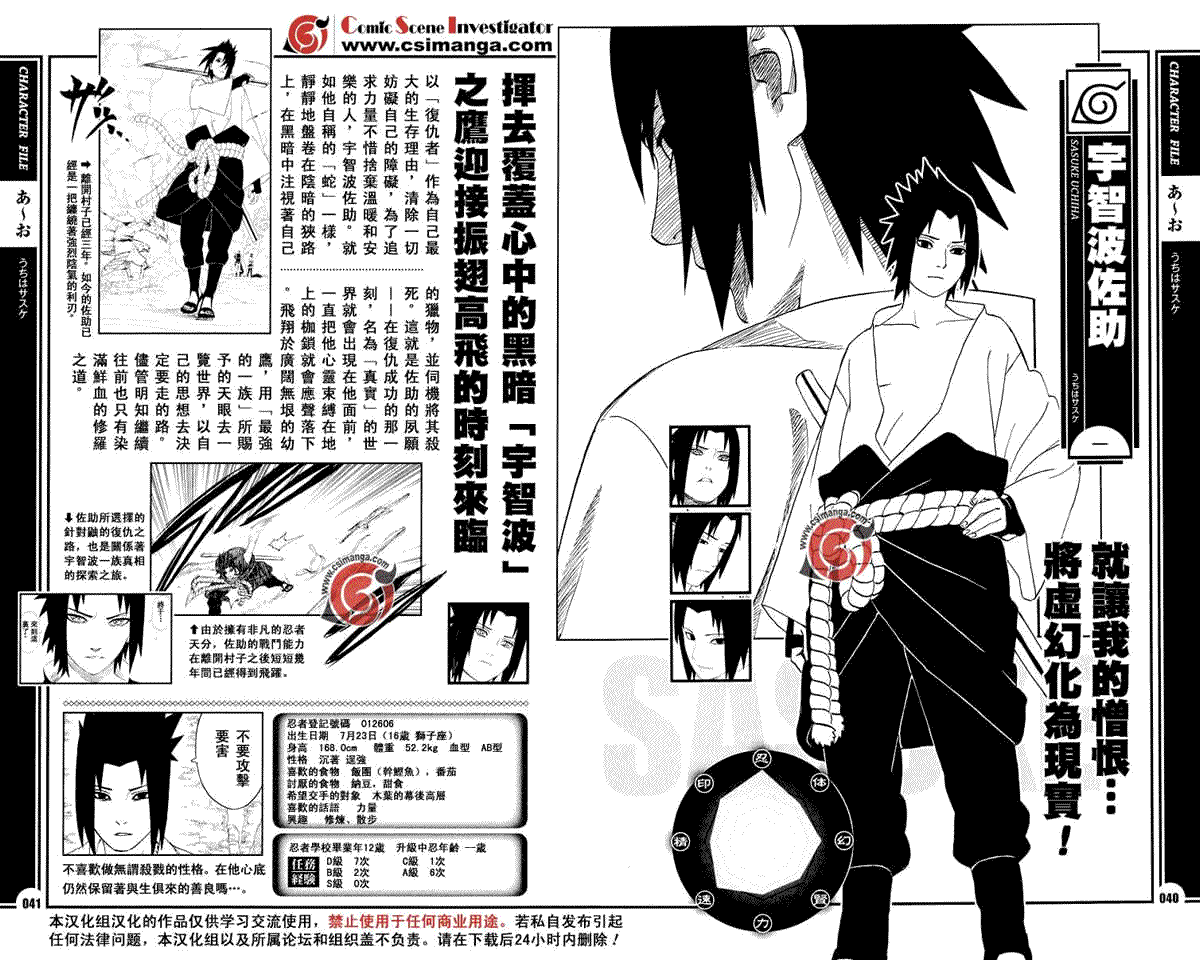 Comic Scene Investigator
www.csimanga.com
CHARACTER FILE
あ～お
うちはサスケ
040
宇智波佐助
SASUKE UCHIHA
うちはサスケ
一
就讓我的憎恨…
將虛幻化為現實！
忍
体
幻
賢
力
速
精
印
www.csimanga.com
揮去覆蓋心中的黑暗「宇智波」
之鷹迎接振翅高飛的時刻來臨
以「復仇者」作為自己最
大的生存理由，清除一切
妨礙自己的障礙，為了追
求力量不惜捨棄溫暖和安
樂的人，宇智波佐助。就
如他自稱的「蛇」一樣，
靜靜地盤卷在陰暗的狹路
上，在黑暗中注視著自己
的獵物，並伺機將其殺
死。這就是佐助的夙願
——在復仇成功的那一
刻，名為「真實」的世
界就會出現在他面前，
一直把他心靈束縛在地
上的枷鎖就會應聲落下
。飛翔於廣闊無垠的幼
鷹，用「最強
的一族」所賜
予的天眼去一
覽世界，以自
己的思想去決
定要走的路。
儘管明知繼續
往前也只有染
滿鮮血的修羅
之道。
➡離開村子已經三年。如今的佐助已
經是一把纏繞著強烈陰氣的利刃。
⬇佐助所選擇的
針對鼬的復仇之
路，也是關係著
宇智波一族真相
的探索之旅。
www.csimanga.com
⬆由於擁有非凡的忍者
天分，佐助的戰鬥能力
在離開村子之後短短幾
年間已經得到飛躍。
終于…
來到這
裏了…
不要攻擊
要害
不喜歡做無謂殺戮的性格。在他心底
仍然保留著與生俱來的善良嗎…。
忍者登記號碼 012606
出生日期 7月23日（16歲 獅子座）
身高 168.0cm 體重 52.2kg 血型 AB型
性格 沉著 逞強
喜歡的食物 飯團（幹鰹魚），番茄
討厭的食物 納豆，甜食
希望交手的對象 木葉的幕後高層
喜歡的話語 力量
興趣 修煉、散步
忍者學校畢業年12歲 升級中忍年齡 —歲
任務
経験
D級 7次 C級 1次
B級 2次 A級 6次
S級 0次
CHARACTER FILE
あ～お
うちはサスケ
041
本汉化组汉化的作品仅供学习交流使用，禁止使用于任何商业用途。若私自发布引起
任何法律问题，本汉化组以及所属论坛和组织盖不负责。请在下载后24小时内删除！